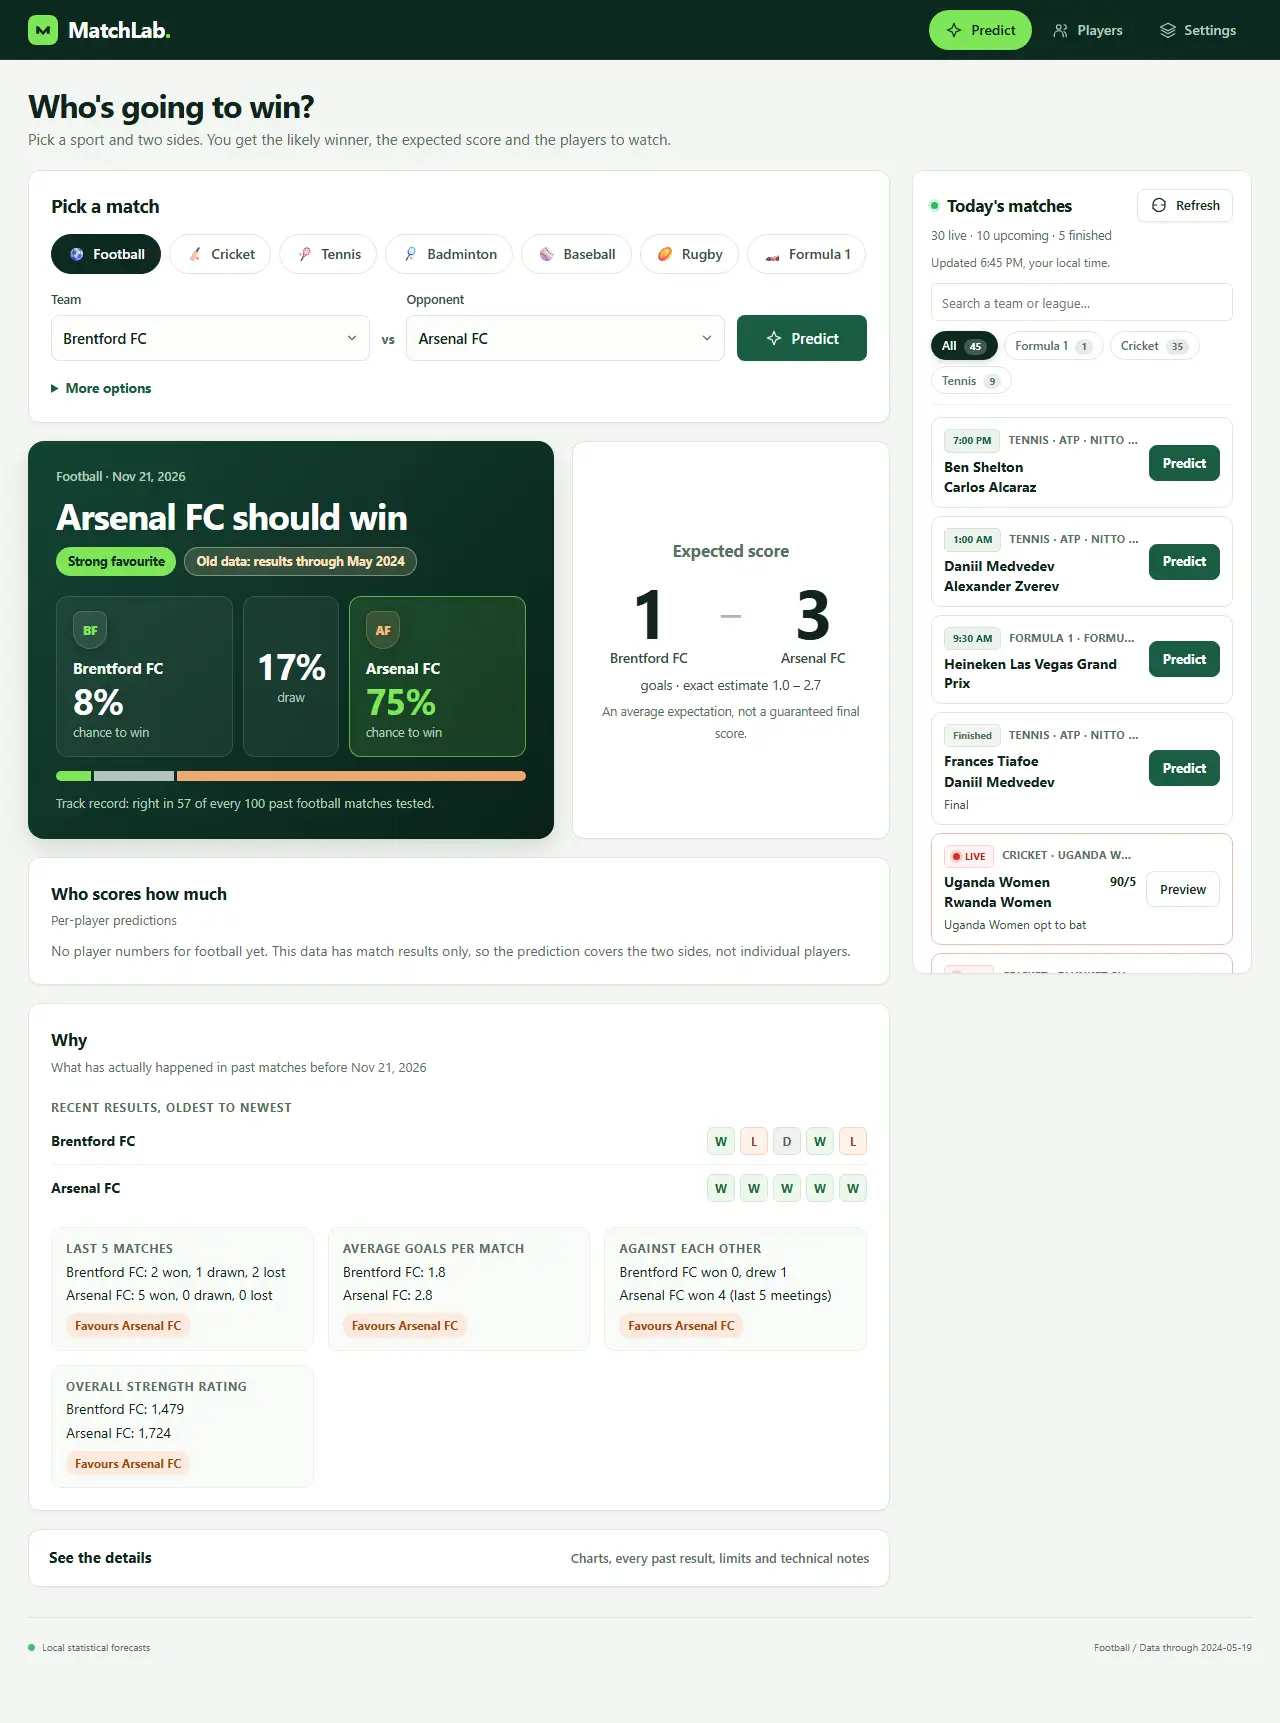 MatchLab.
Predict
Players
Settings
Who's going to win?
Pick a sport and two sides. You get the likely winner, the expected score and the players to watch.
Pick a match
Football
Cricket
Tennis
Badminton
Baseball
Rugby
Formula 1
Team
Opponent
Brentford FC
vs
Arsenal FC
Predict
More options
Football · Nov 21, 2026
Arsenal FC should win
Strong favourite
Old data: results through May 2024
BF
Brentford FC
8%
chance to win
17%
draw
AF
Arsenal FC
75%
chance to win
Track record: right in 57 of every 100 past football matches tested.
Expected score
1 – 3
Brentford FC
Arsenal FC
goals · exact estimate 1.0 – 2.7
An average expectation, not a guaranteed final
score.
Who scores how much
Per-player predictions
No player numbers for football yet. This data has match results only, so the prediction covers the two sides, not individual players.
Why
What has actually happened in past matches before Nov 21, 2026
RECENT RESULTS, OLDEST TO NEWEST
Brentford FC
W L D W L
Arsenal FC
W W W W W
LAST 5 MATCHES
Brentford FC: 2 won, 1 drawn, 2 lost
Arsenal FC: 5 won, 0 drawn, 0 lost
Favours Arsenal FC
AVERAGE GOALS PER MATCH
Brentford FC: 1.8
Arsenal FC: 2.8
Favours Arsenal FC
AGAINST EACH OTHER
Brentford FC won 0, drew 1
Arsenal FC won 4 (last 5 meetings)
Favours Arsenal FC
OVERALL STRENGTH RATING
Brentford FC: 1,479
Arsenal FC: 1,724
Favours Arsenal FC
See the details
Charts, every past result, limits and technical notes
Today's matches
Refresh
30 live · 10 upcoming · 5 finished
Updated 6:45 PM, your local time.
Search a team or league...
All 45
Formula 1 1
Cricket 35
Tennis 9
7:00 PM
TENNIS · ATP · NITTO ...
Ben Shelton
Carlos Alcaraz
Predict
1:00 AM
TENNIS · ATP · NITTO ...
Daniil Medvedev
Alexander Zverev
Predict
9:30 AM
FORMULA 1 · FORMU...
Heineken Las Vegas Grand
Prix
Predict
Finished
TENNIS · ATP · NITTO ...
Frances Tiafoe
Daniil Medvedev
Final
Predict
LIVE
CRICKET · UGANDA W...
Uganda Women 90/5
Rwanda Women
Uganda Women opt to bat
Preview
Local statistical forecasts
Football / Data through 2024-05-19